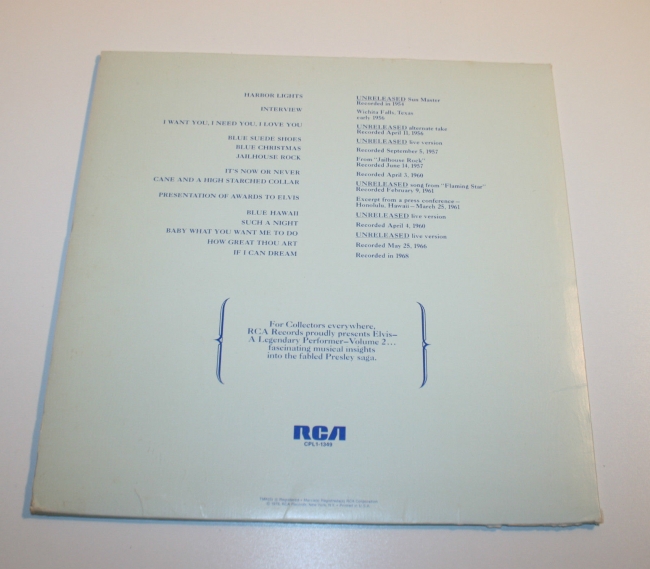 HARBOR LIGHTS
UNRELEASED Sun Master
Recorded in 1954
INTERVIEW
Wichita Falls, Texas
early 1956
I WANT YOU, I NEED YOU, I LOVE YOU
UNRELEASED alternate take
Recorded April 11, 1956
BLUE SUEDE SHOES
UNRELEASED live version
BLUE CHRISTMAS
Recorded September 5, 1957
JAILHOUSE ROCK
From "Jailhouse Rock"
Recorded June 14, 1957
IT'S NOW OR NEVER
Recorded April 3, 1960
CANE AND A HIGH STARCHED COLLAR
UNRELEASED song from "Flaming Star"
Recorded February 9, 1961
PRESENTATION OF AWARDS TO ELVIS
Excerpt from a press conference–
Honolulu, Hawaii–March 25, 1961
BLUE HAWAII
UNRELEASED live version
SUCH A NIGHT
Recorded April 4, 1960
BABY WHAT YOU WANT ME TO DO
UNRELEASED live version
HOW GREAT THOU ART
Recorded May 25, 1966
IF I CAN DREAM
Recorded in 1968
For Collectors everywhere,
RCA Records proudly presents Elvis–
A Legendary Performer–Volume 2...
fascinating musical insights
into the fabled Presley saga.
RCA
CPL1-1349